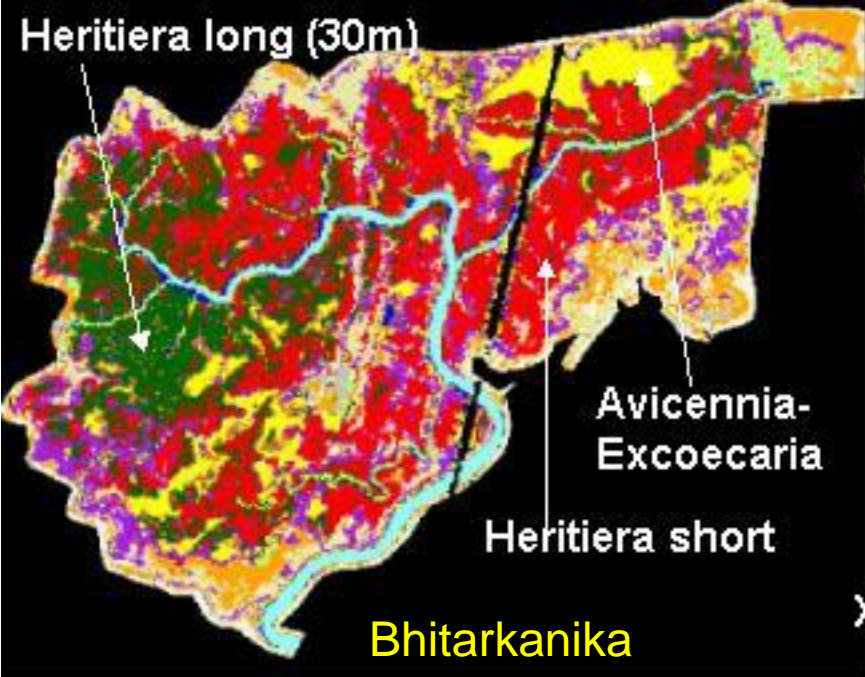 Heritiera long (30m)
Avicennia-
Excoecaria
Heritiera short
Bhitarkanika